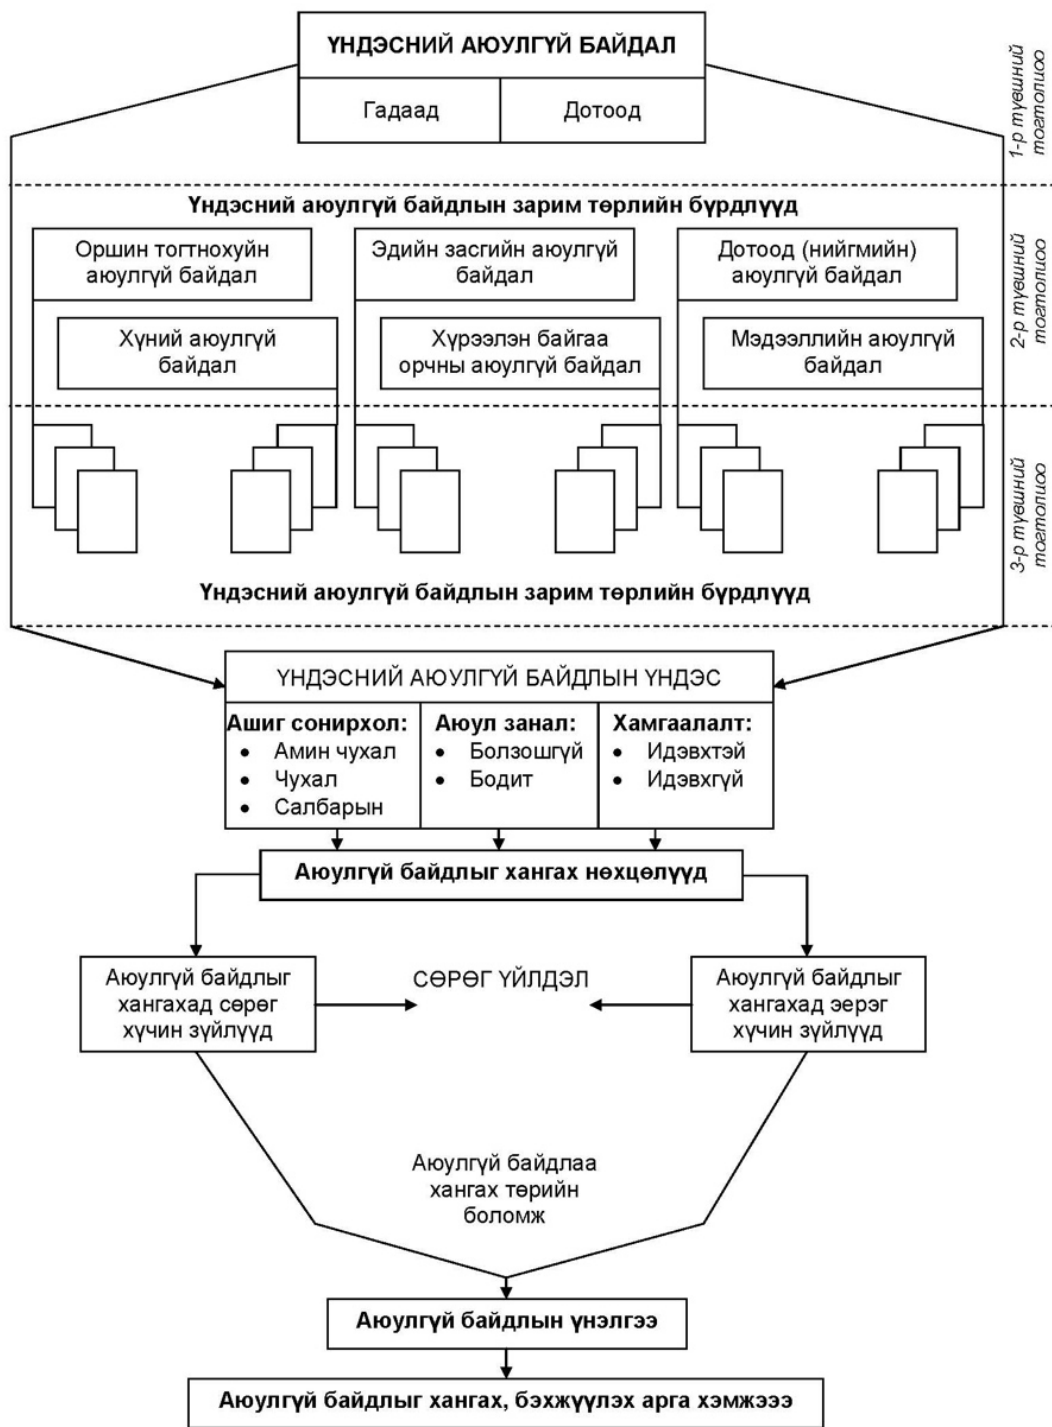 ҮНДЭСНИЙ АЮУЛГҮЙ БАЙДАЛ
Гадаад
Дотоод
1-р түвшний
тогтолцоо
Үндэсний аюулгүй байдлын зарим төрлийн бүрдлүүд
Оршин тогтнохуйн
аюулгүй байдал
Эдийн засгийн аюулгүй
байдал
Дотоод (нийгмийн)
аюулгүй байдал
Хүний аюулгүй
байдал
Хүрээлэн байгаа
орчны аюулгүй байдал
Мэдээллийн аюулгүй
байдал
2-р түвшний
тогтолцоо
3-р түвшний
тогтолцоо
Үндэсний аюулгүй байдлын зарим төрлийн бүрдлүүд
ҮНДЭСНИЙ АЮУЛГҮЙ БАЙДЛЫН ҮНДЭС
Ашиг сонирхол:
• Амин чухал
• Чухал
• Салбарын
Аюул занал:
• Болзошгүй
• Бодит
Хамгаалалт:
• Идэвхтэй
• Идэвхгүй
Аюулгүй байдлыг хангах нөхцөлүүд
Аюулгүй байдлыг
хангахад сөрөг
хүчин зүйлүүд
СӨРӨГ ҮЙЛДЭЛ
Аюулгүй байдлыг
хангахад эерэг
хүчин зүйлүүд
Аюулгүй байдлаа
хангах төрийн
боломж
Аюулгүй байдлын үнэлгээ
Аюулгүй байдлыг хангах, бэхжүүлэх арга хэмжэээ